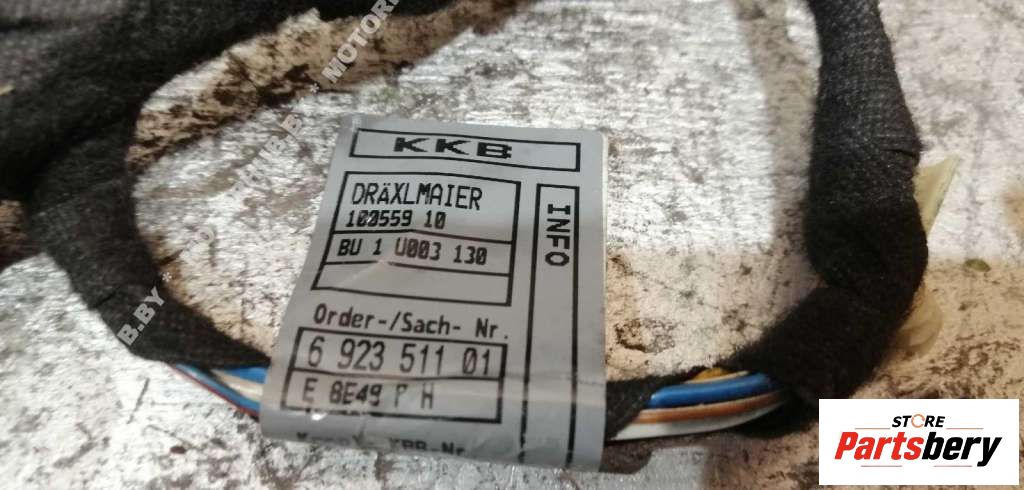 KKB
DRÄXLMAIER
100559 10
BU 1 U003 130
INFO
Order-/Sach- Nr.
6 923 511 01
E 8E49 P H
STORE
Partsbery